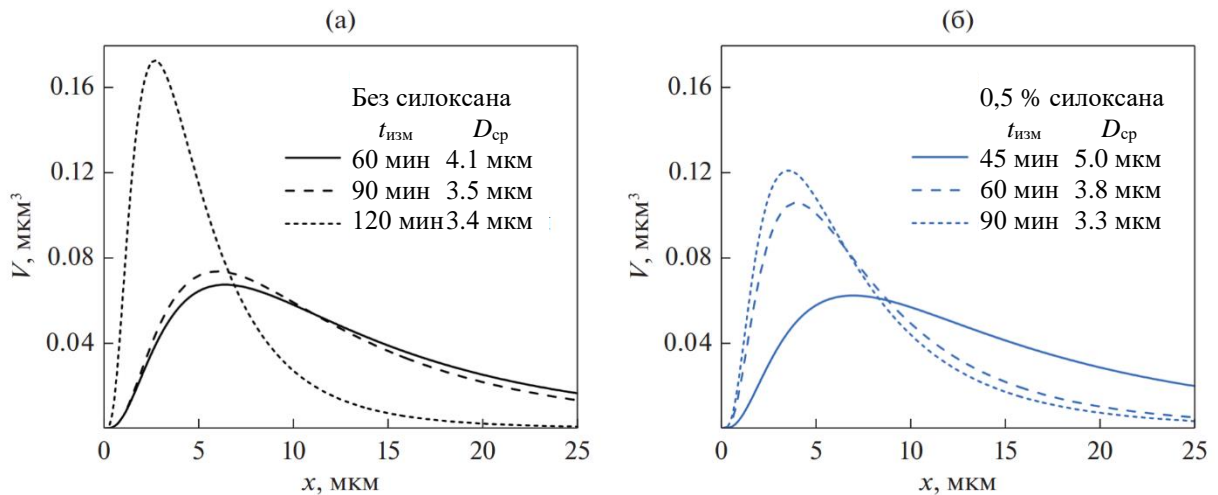 (а)
V, мкм³
0.16
0.12
0.08
0.04
Без силоксана
tизм Dср
60 мин 4.1 мкм
90 мин 3.5 мкм
120 мин 3.4 мкм
0 5 10 15 20 25
x, мкм
(б)
V, мкм³
0.16
0.12
0.08
0.04
0,5 % силоксана
tизм Dср
45 мин 5.0 мкм
60 мин 3.8 мкм
90 мин 3.3 мкм
0 5 10 15 20 25
x, мкм